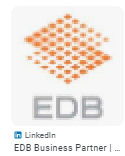 EDB
LinkedIn
EDB Business Partner | ...